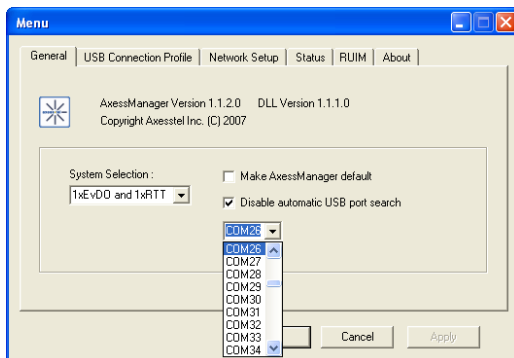 Menu
General USB Connection Profile Network Setup Status RUIM About
AxessManager Version 1.1.2.0 DLL Version 1.1.1.0
Copyright Axesstel Inc. (C) 2007
System Selection :
1xEvDO and 1xRTT
Make AxessManager default
Disable automatic USB port search
COM26
COM26
COM27
COM28
COM29
COM30
COM31
COM32
COM33
COM34
Cancel
Apply